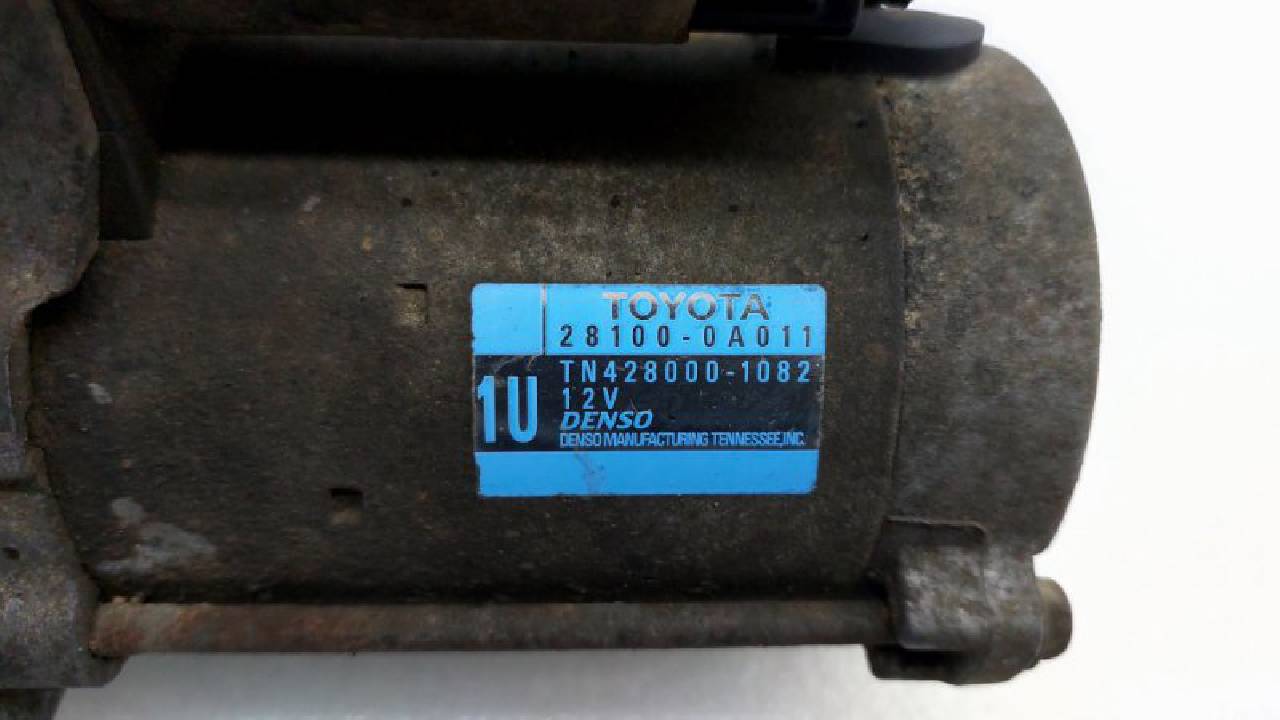 TOYOTA
28100-0A011
TN428000-1082
1U
12V
DENSO
DENSO MANUFACTURING TENNESSEE,INC.